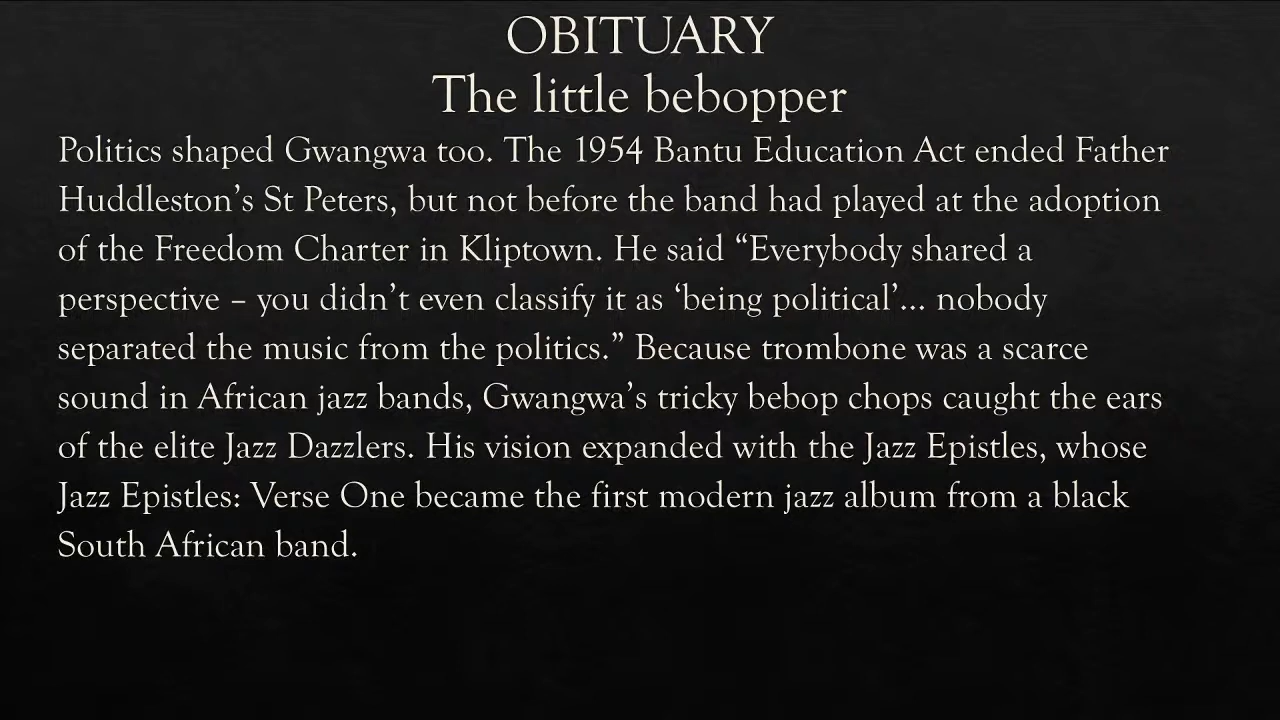 OBITUARY
The little bebopper
Politics shaped Gwangwa too. The 1954 Bantu Education Act ended Father
Huddleston’s St Peters, but not before the band had played at the adoption
of the Freedom Charter in Kliptown. He said “Everybody shared a
perspective – you didn’t even classify it as ‘being political’... nobody
separated the music from the politics.” Because trombone was a scarce
sound in African jazz bands, Gwangwa’s tricky bebop chops caught the ears
of the elite Jazz Dazzlers. His vision expanded with the Jazz Epistles, whose
Jazz Epistles: Verse One became the first modern jazz album from a black
South African band.